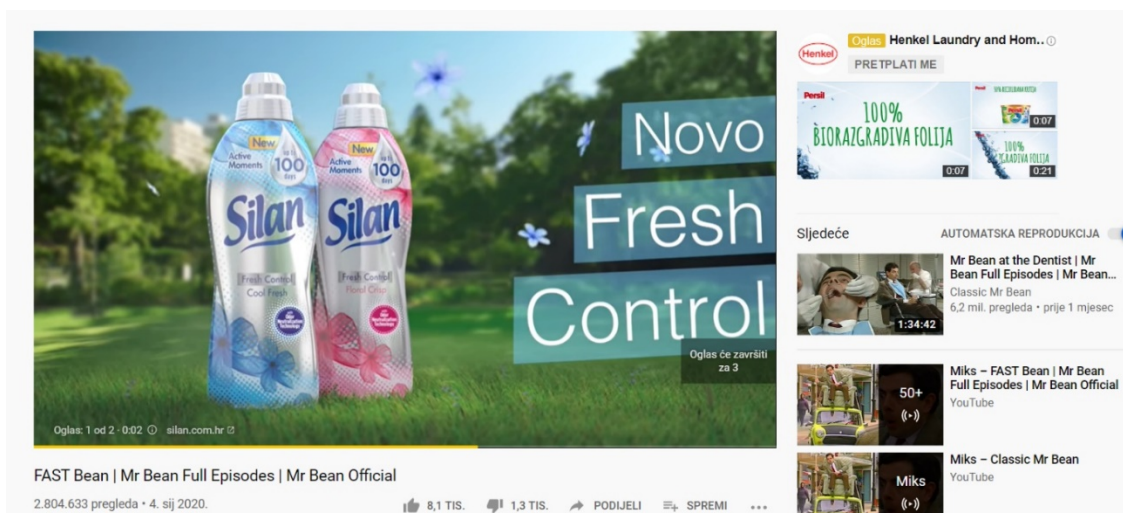 New
Active
Moments
100
days
Silan
Fresh Control
Cool Fresh
New
Active
Moments
100
days
Silan
Fresh Control
Floral Crisp
Novo
Fresh
Control
Oglas će završiti
za 3
Oglas: 1 od 2 · 0:02
silan.com.hr
FAST Bean | Mr Bean Full Episodes | Mr Bean Official
2.804.633 pregleda • 4. sij 2020.
8,1 TIS.
1,3 TIS.
PODIJELI
SPREMI
Henkel
Oglas Henkel Laundry and Hom...
PRETPLATI ME
Persil
100%
BIORAZGRADIVA FOLIJA
0:07
0:07
100%
0:21
Sljedeće
AUTOMATSKA REPRODUKCIJA
Mr Bean at the Dentist | Mr
Bean Full Episodes | Mr Bean...
Classic Mr Bean
6,2 mil. pregleda • prije 1 mjesec
1:34:42
Miks – FAST Bean | Mr Bean
Full Episodes | Mr Bean Official
YouTube
50+
Miks – Classic Mr Bean
YouTube
Miks